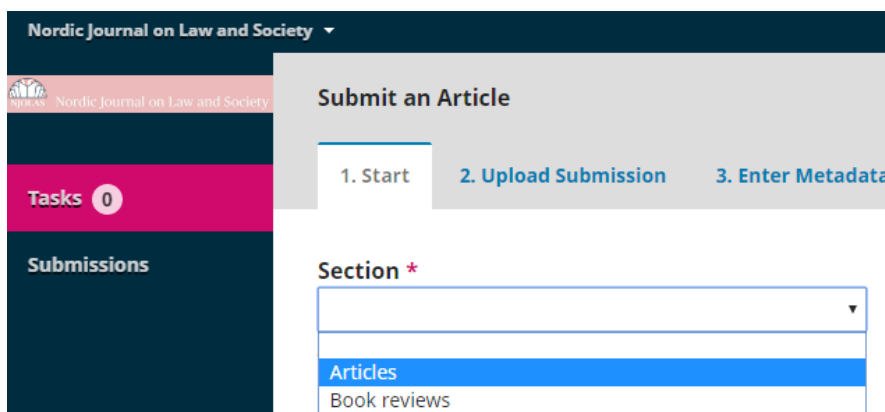 Nordic Journal on Law and Society
NJOLAS Nordic Journal on Law and Society
Submit an Article
1. Start 2. Upload Submission 3. Enter Metadata
Tasks 0
Submissions
Section *
Articles
Book reviews